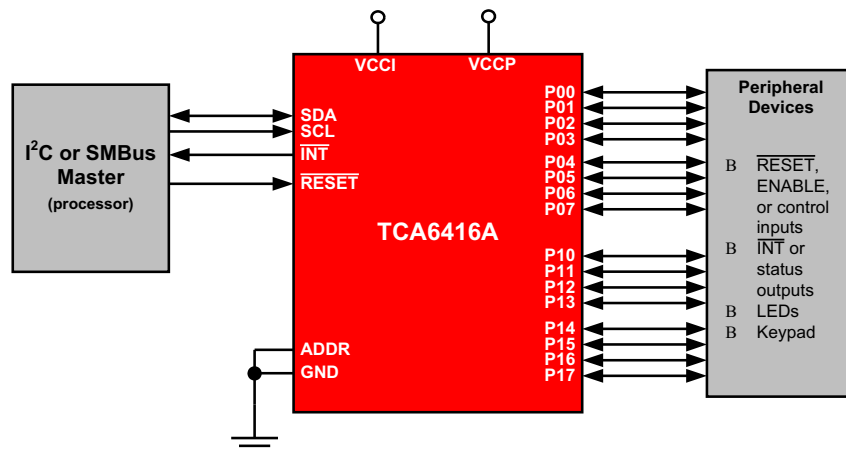 VCCI
VCCP
I²C or SMBus
Master
(processor)
SDA
SCL
INT
RESET
TCA6416A
ADDR
GND
P00
P01
P02
P03
P04
P05
P06
P07
P10
P11
P12
P13
P14
P15
P16
P17
Peripheral
Devices
B RESET,
ENABLE,
or control
inputs
B INT or
status
outputs
B LEDs
B Keypad